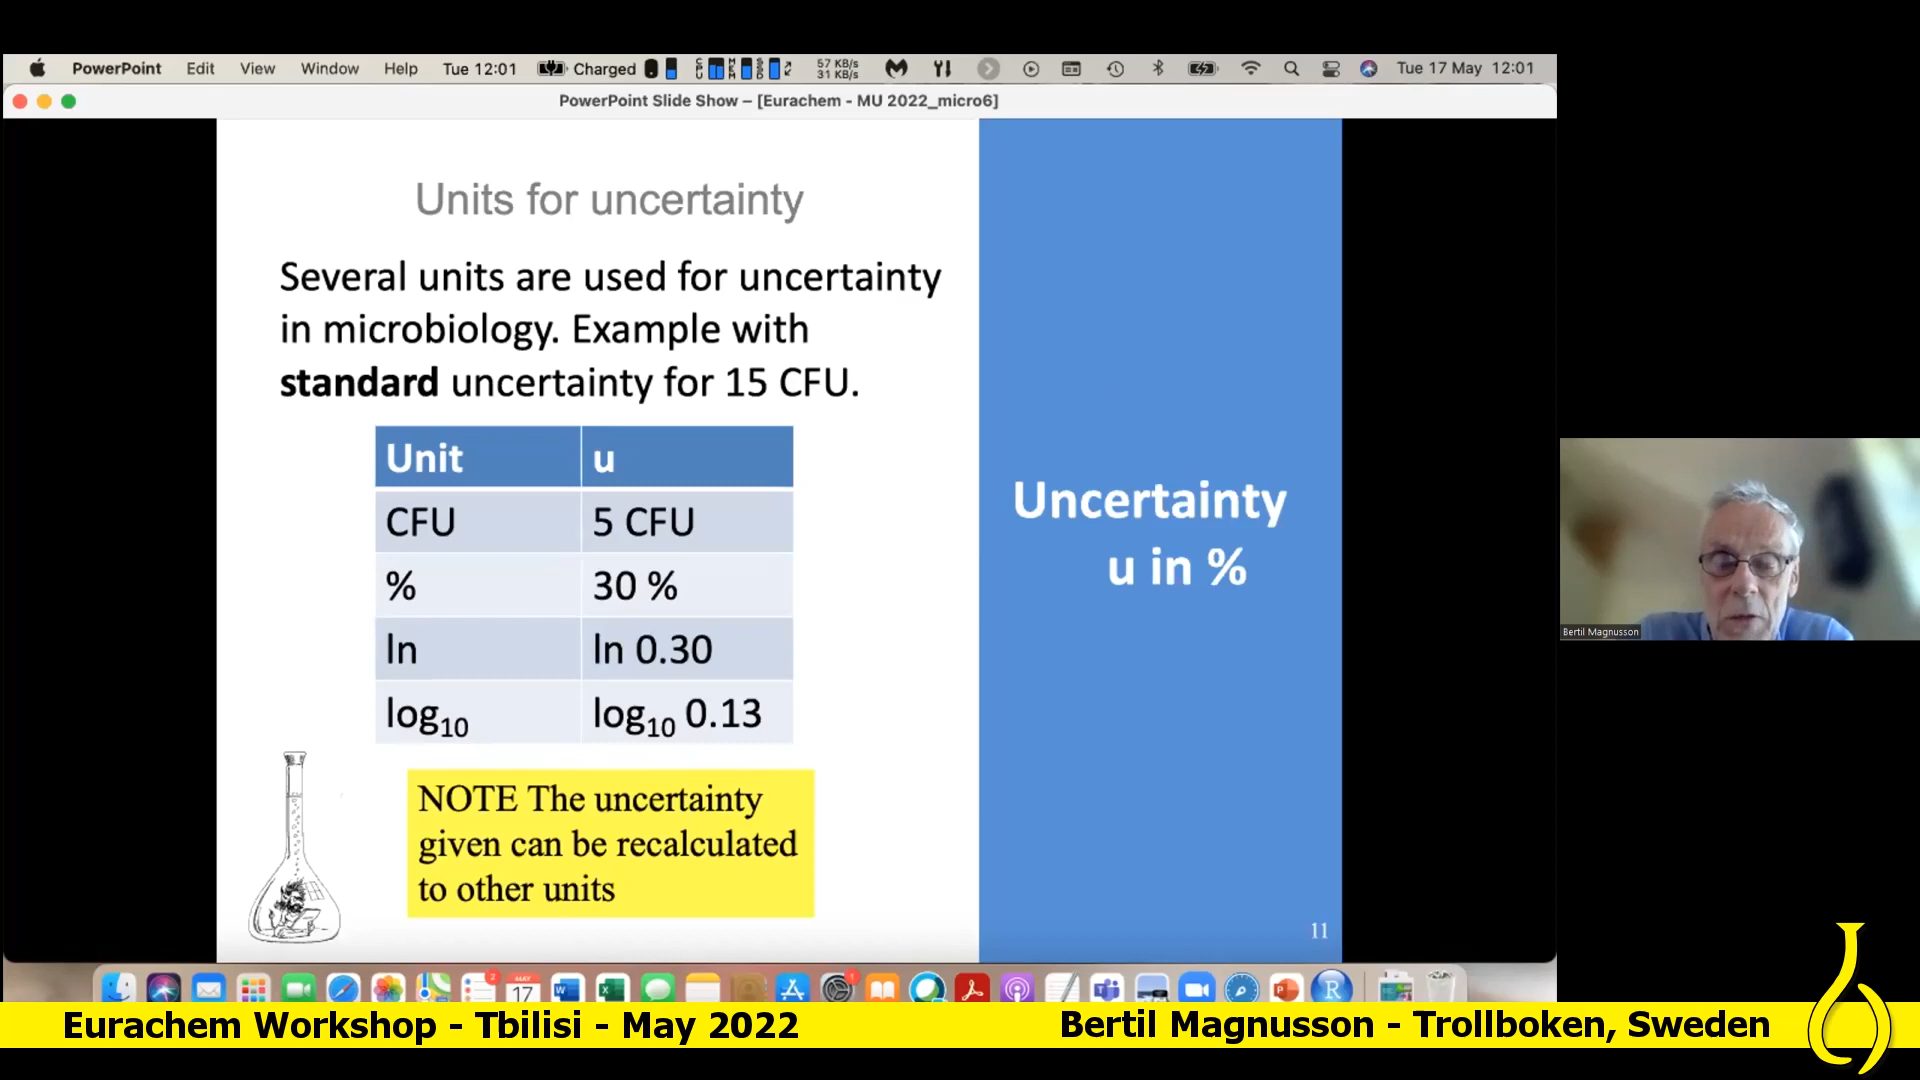 PowerPoint Edit View Window Help Tue 12:01 Charged 57 KB/s 31 KB/s Tue 17 May 12:01
PowerPoint Slide Show – [Eurachem - MU 2022_micro6]
Units for uncertainty
Several units are used for uncertainty
in microbiology. Example with
standard uncertainty for 15 CFU.
Unit u
CFU 5 CFU
% 30 %
ln ln 0.30
log10 log10 0.13
NOTE The uncertainty
given can be recalculated
to other units
Uncertainty
u in %
11
Bertil Magnusson
2
MAY
17
1
Eurachem Workshop - Tbilisi - May 2022
Bertil Magnusson - Trollboken, Sweden